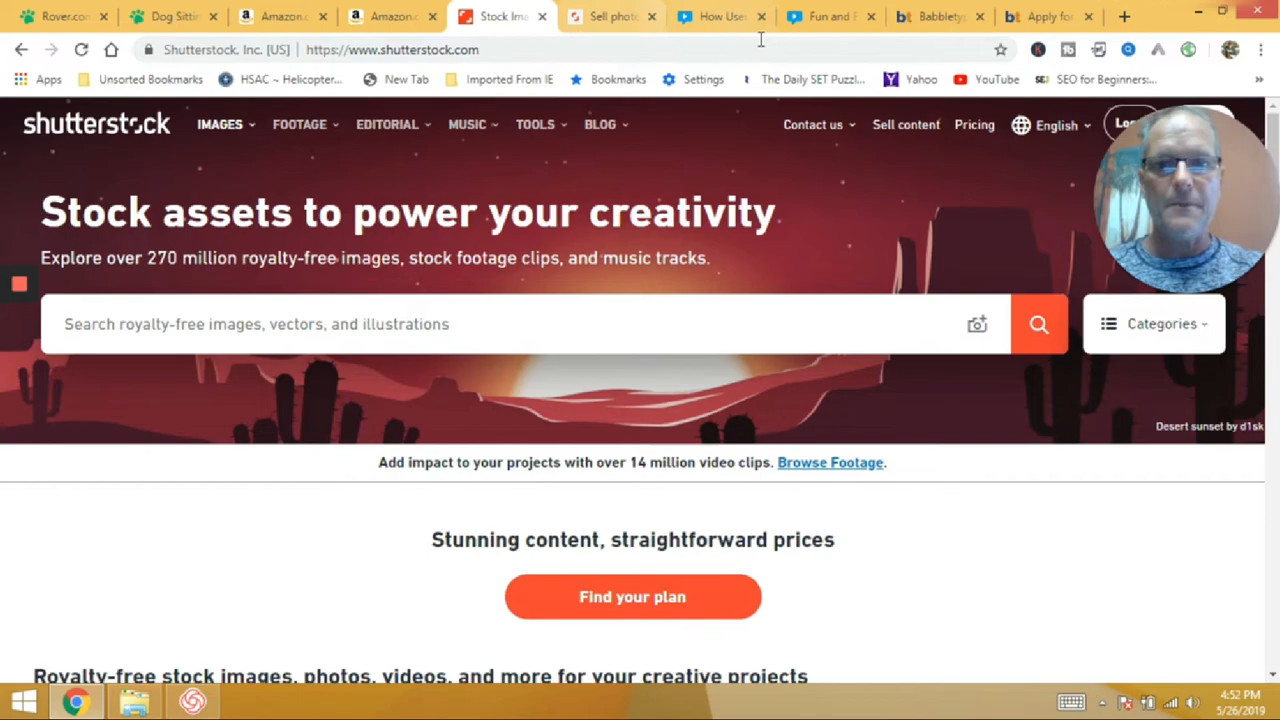 Rover.com
Dog Sittin
Amazon.c
Amazon.c
Stock Ima
Sell photo
How User
Fun and E
Babblety
Apply for
Shutterstock, Inc. [US] | https://www.shutterstock.com
Apps
Unsorted Bookmarks
HSAC ~ Helicopter...
New Tab
Imported From IE
Bookmarks
Settings
The Daily SET Puzzl...
Yahoo
YouTube
SEO for Beginners:...
shutterstock
IMAGES
FOOTAGE
EDITORIAL
MUSIC
TOOLS
BLOG
Contact us
Sell content
Pricing
English
Stock assets to power your creativity
Explore over 270 million royalty-free images, stock footage clips, and music tracks.
Search royalty-free images, vectors, and illustrations
Categories
Desert sunset by d1sk
Add impact to your projects with over 14 million video clips. Browse Footage.
Stunning content, straightforward prices
Find your plan
Royalty-free stock images, photos, videos, and more for your creative projects
4:52 PM
5/26/2019